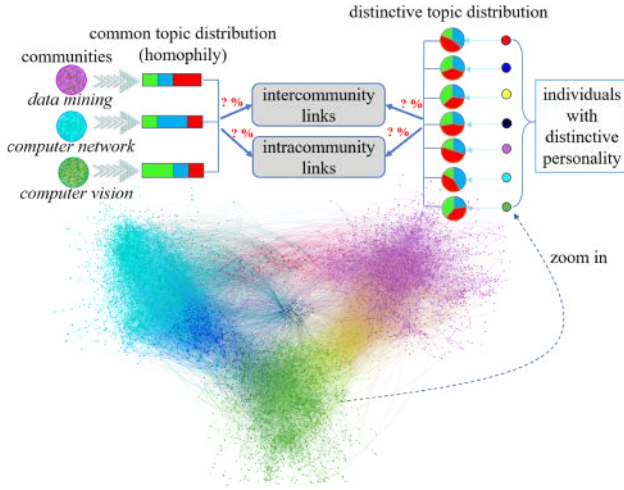 distinctive topic distribution
communities
common topic distribution
(homophily)
data mining
computer network
computer vision
? %
? %
? %
? %
intercommunity
links
intracommunity
links
individuals
with
distinctive
personality
zoom in